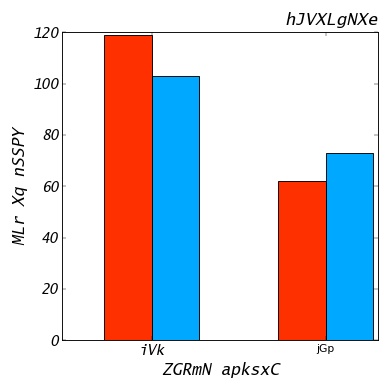 hJVXLgNXe
120
100
80
60
40
20
0
MLr Xq nSSPY
iVk
jGp
ZGRmN apksxC